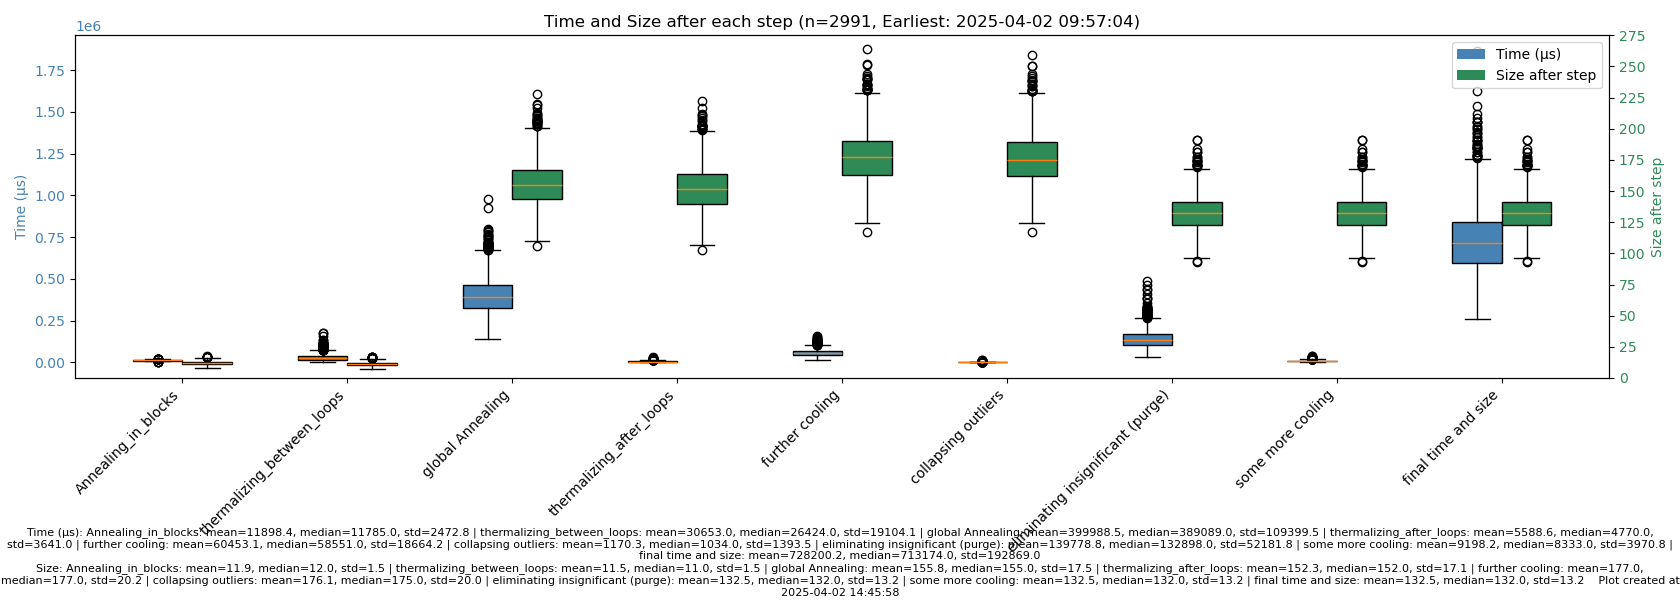 Time and Size after each step (n=2991, Earliest: 2025-04-02 09:57:04)
1e6
Time (µs)
Size after step
1.75
1.50
1.25
1.00
0.75
0.50
0.25
0.00
Time (µs)
275
250
225
200
175
150
125
100
75
50
25
0
Size after step
Annealing_in_blocks
thermalizing_between_loops
global Annealing
thermalizing_after_loops
further cooling
collapsing outliers
eliminating insignificant (purge)
some more cooling
final time and size
Time (µs): Annealing_in_blocks: mean=11898.4, median=11785.0, std=2472.8 | thermalizing_between_loops: mean=30653.0, median=26424.0, std=19104.1 | global Annealing: mean=399988.5, median=389089.0, std=109399.5 | thermalizing_after_loops: mean=5588.6, median=4770.0,
std=3641.0 | further cooling: mean=60453.1, median=58551.0, std=18664.2 | collapsing outliers: mean=1170.3, median=1034.0, std=1393.5 | eliminating insignificant (purge): mean=139778.8, median=132898.0, std=52181.8 | some more cooling: mean=9198.2, median=8333.0, std=3970.8 |
final time and size: mean=728200.2, median=713174.0, std=192869.0
Size: Annealing_in_blocks: mean=11.9, median=12.0, std=1.5 | thermalizing_between_loops: mean=11.5, median=11.0, std=1.5 | global Annealing: mean=155.8, median=155.0, std=17.5 | thermalizing_after_loops: mean=152.3, median=152.0, std=17.1 | further cooling: mean=177.0,
median=177.0, std=20.2 | collapsing outliers: mean=176.1, median=175.0, std=20.0 | eliminating insignificant (purge): mean=132.5, median=132.0, std=13.2 | some more cooling: mean=132.5, median=132.0, std=13.2 | final time and size: mean=132.5, median=132.0, std=13.2 Plot created at
2025-04-02 14:45:58